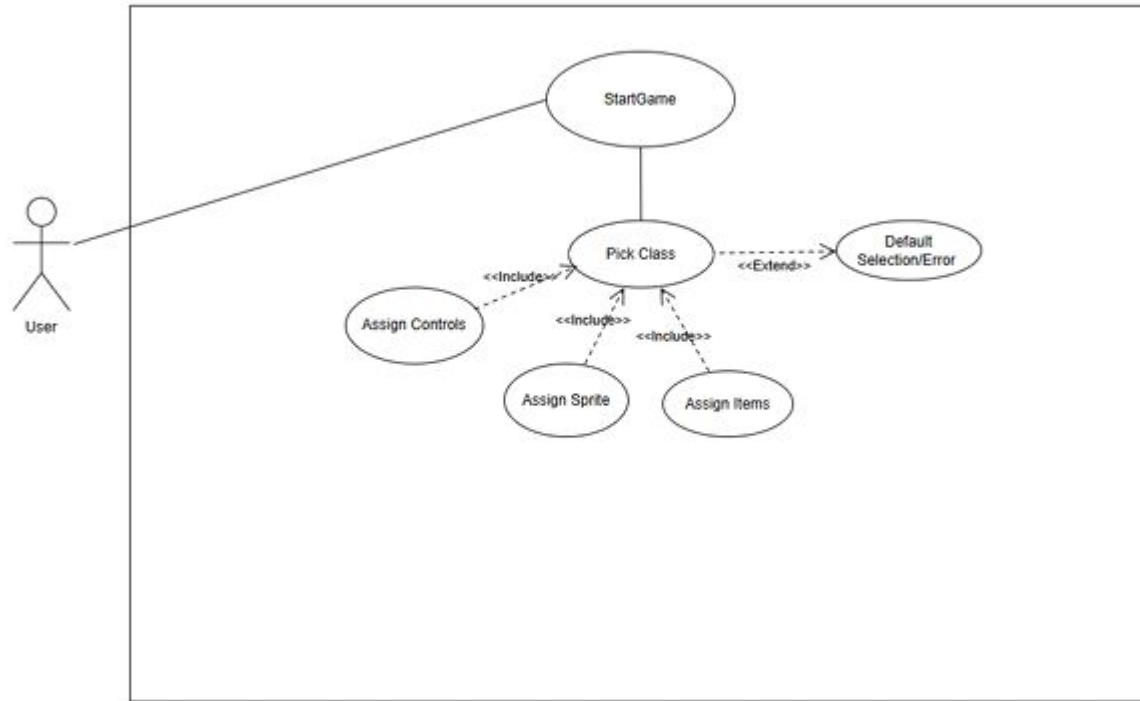 StartGame
Pick Class
Default
Selection/Error
<<Extend>>
<<Include>>
Assign Controls
<<Include>>
<<Include>>
User
Assign Sprite
Assign Items